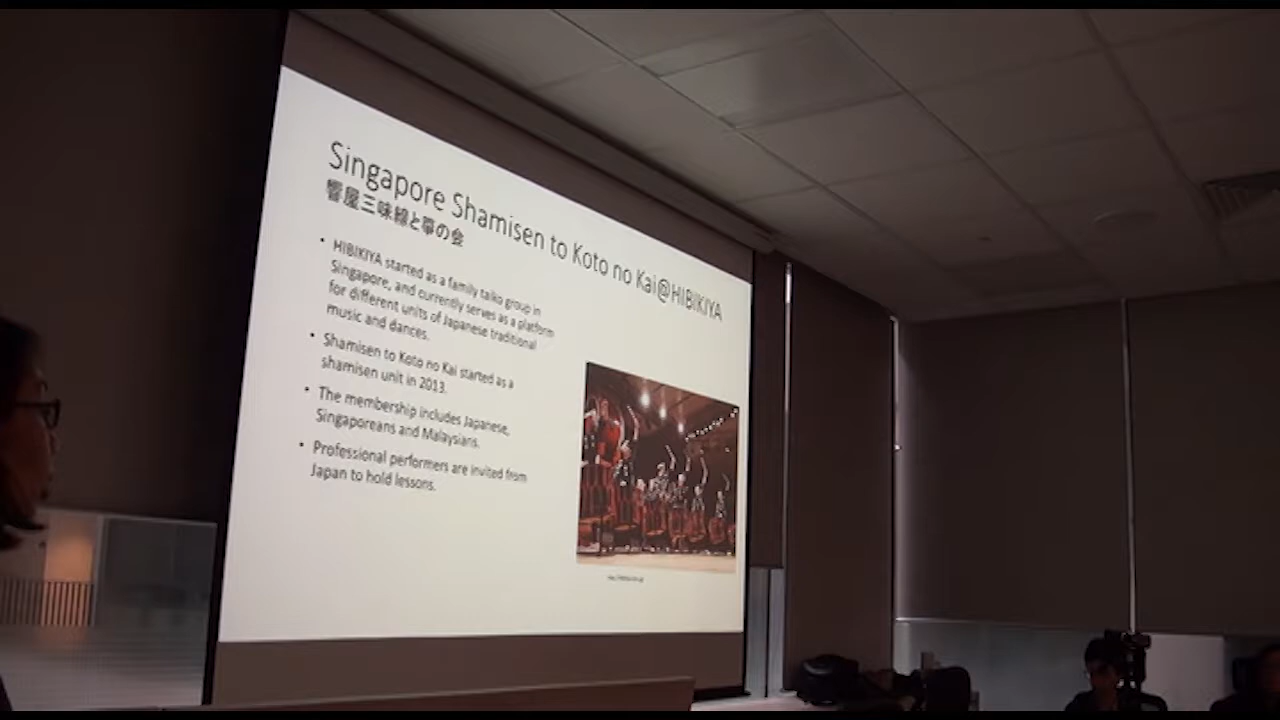 Singapore Shamisen to Koto no Kai@HIBIKIYA
響屋三味線と箏の会
• HIBIKIYA started as a family taiko group in
Singapore, and currently serves as a platform
for different units of Japanese traditional
music and dances.
• Shamisen to Koto no Kai started as a
shamisen unit in 2013.
• The membership includes Japanese,
Singaporeans and Malaysians.
• Professional performers are invited from
Japan to hold lessons.